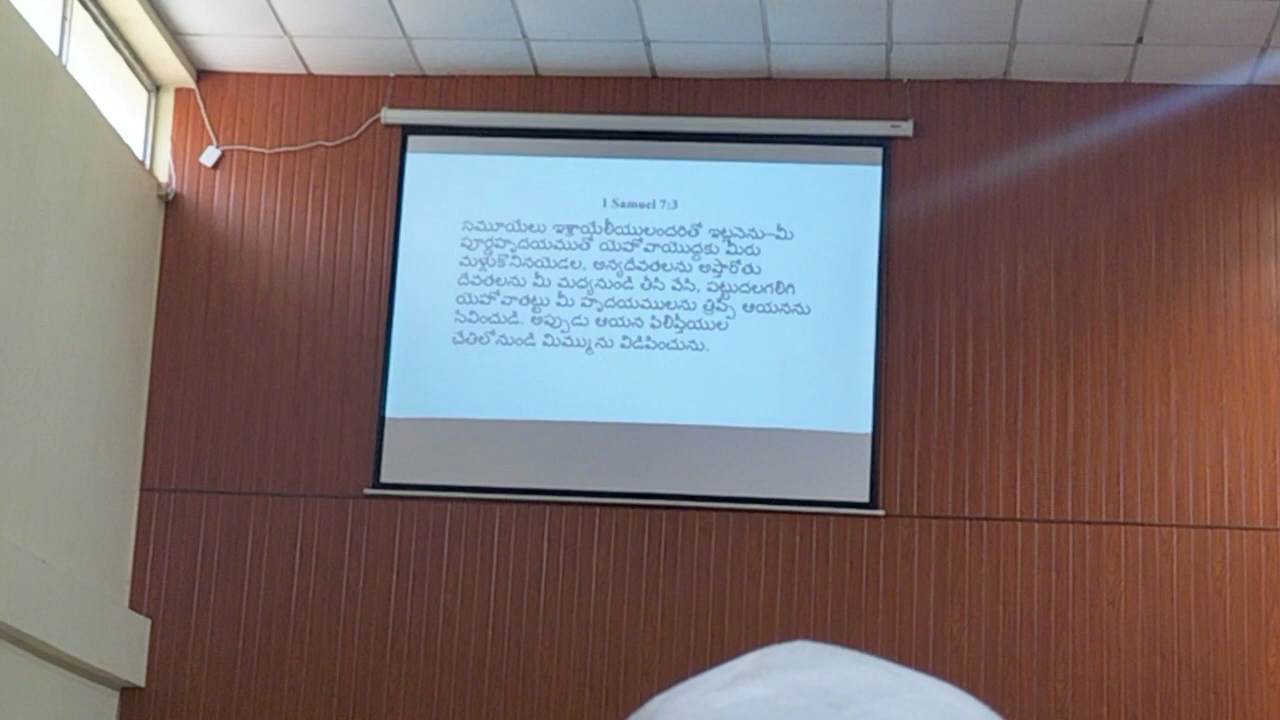 1 Samuel 7:3
సమూయేలు ఇశ్రాయేలీయులందరితో ఇట్లనెను–మీ
పూర్ణహృదయముతో యెహోవాయొద్దకు మీరు
మళ్లుకొనినయెడల, అన్యదేవతలను అష్తారోతు
దేవతలను మీ మధ్యనుండి తీసి వేసి, పట్టుదలగలిగి
యెహోవాతట్టు మీ హృదయములను త్రిప్పి ఆయనను
సేవించుడి. అప్పుడు ఆయన ఫిలిష్తీయుల
చేతిలోనుండి మిమ్మును విడిపించును.